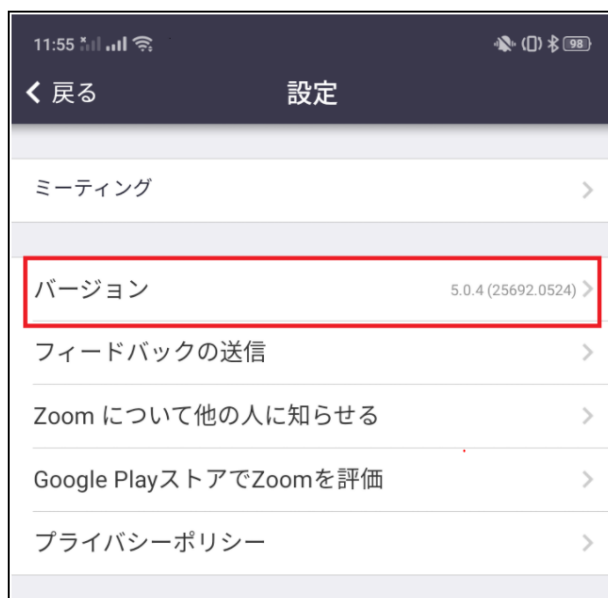 11:55 98
戻る 設定
ミーティング
バージョン 5.0.4 (25692.0524)
フィードバックの送信
Zoom について他の人に知らせる
Google PlayストアでZoomを評価
プライバシーポリシー